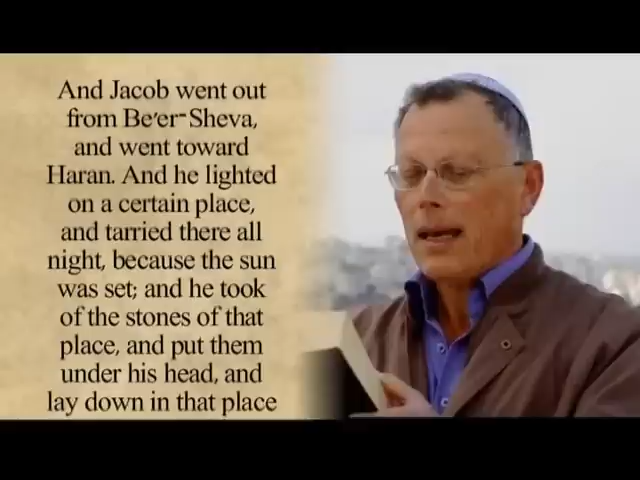 And Jacob went out
from Be'er-Sheva,
and went toward
Haran. And he lighted
on a certain place,
and tarried there all
night, because the sun
was set; and he took
of the stones of that
place, and put them
under his head, and
lay down in that place